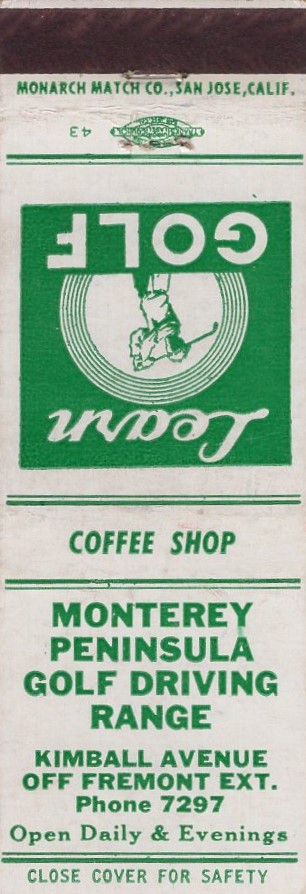 MONARCH MATCH CO., SAN JOSE, CALIF.
43
Learn
GOLF
COFFEE SHOP
MONTEREY
PENINSULA
GOLF DRIVING
RANGE
KIMBALL AVENUE
OFF FREMONT EXT.
Phone 7297
Open Daily & Evenings
CLOSE COVER FOR SAFETY